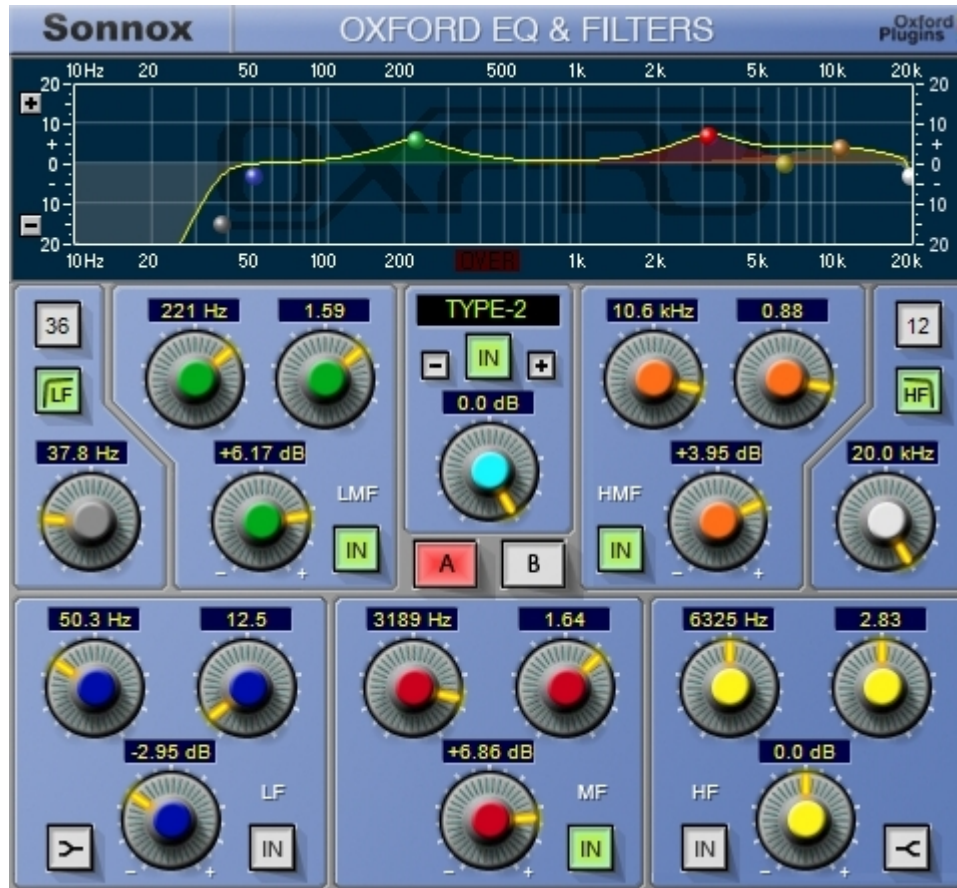 Sonnox OXFORD EQ & FILTERS Oxford Plugins
10Hz 20 50 100 200 500 1k 2k 5k 10k 20k
20 20
+ 10 10
+ +
0 0
- -
10 10
- 20 20
10Hz 20 50 100 200 OVER 1k 2k 5k 10k 20k
36 221 Hz 1.59 TYPE-2 10.6 kHz 0.88 12
- IN +
LF 0.0 dB HF
37.8 Hz +6.17 dB +3.95 dB 20.0 kHz
LMF HMF
IN IN
- + - +
A B
50.3 Hz 12.5 3189 Hz 1.64 6325 Hz 2.83
-2.95 dB +6.86 dB 0.0 dB
LF MF HF
IN IN IN
- + - + - +